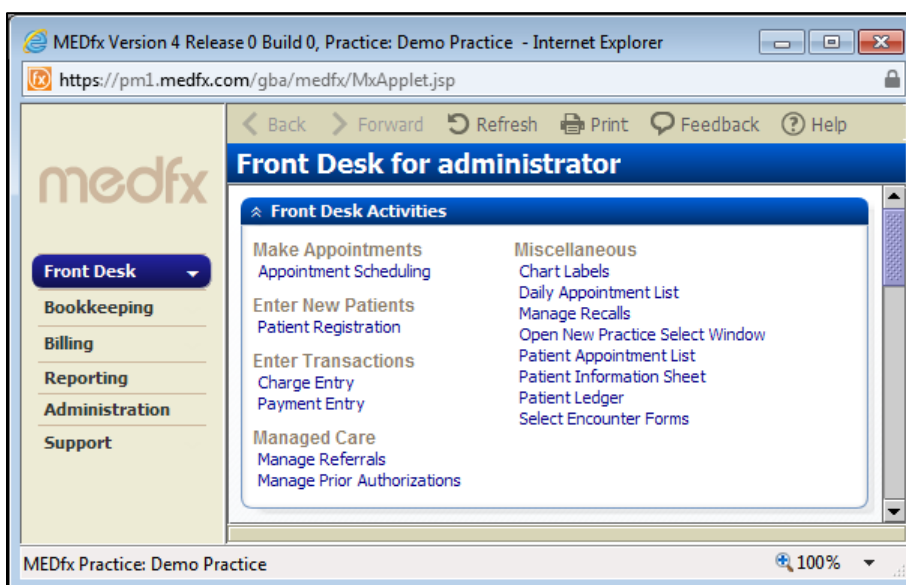 MEDfx Version 4 Release 0 Build 0, Practice: Demo Practice - Internet Explorer
https://pm1.medfx.com/gba/medfx/MxApplet.jsp
Back Forward Refresh Print Feedback Help
medfx
Front Desk for administrator
Front Desk Activities
Front Desk
Bookkeeping
Billing
Reporting
Administration
Support
Make Appointments
Appointment Scheduling
Enter New Patients
Patient Registration
Enter Transactions
Charge Entry
Payment Entry
Managed Care
Manage Referrals
Manage Prior Authorizations
Miscellaneous
Chart Labels
Daily Appointment List
Manage Recalls
Open New Practice Select Window
Patient Appointment List
Patient Information Sheet
Patient Ledger
Select Encounter Forms
MEDfx Practice: Demo Practice
100%